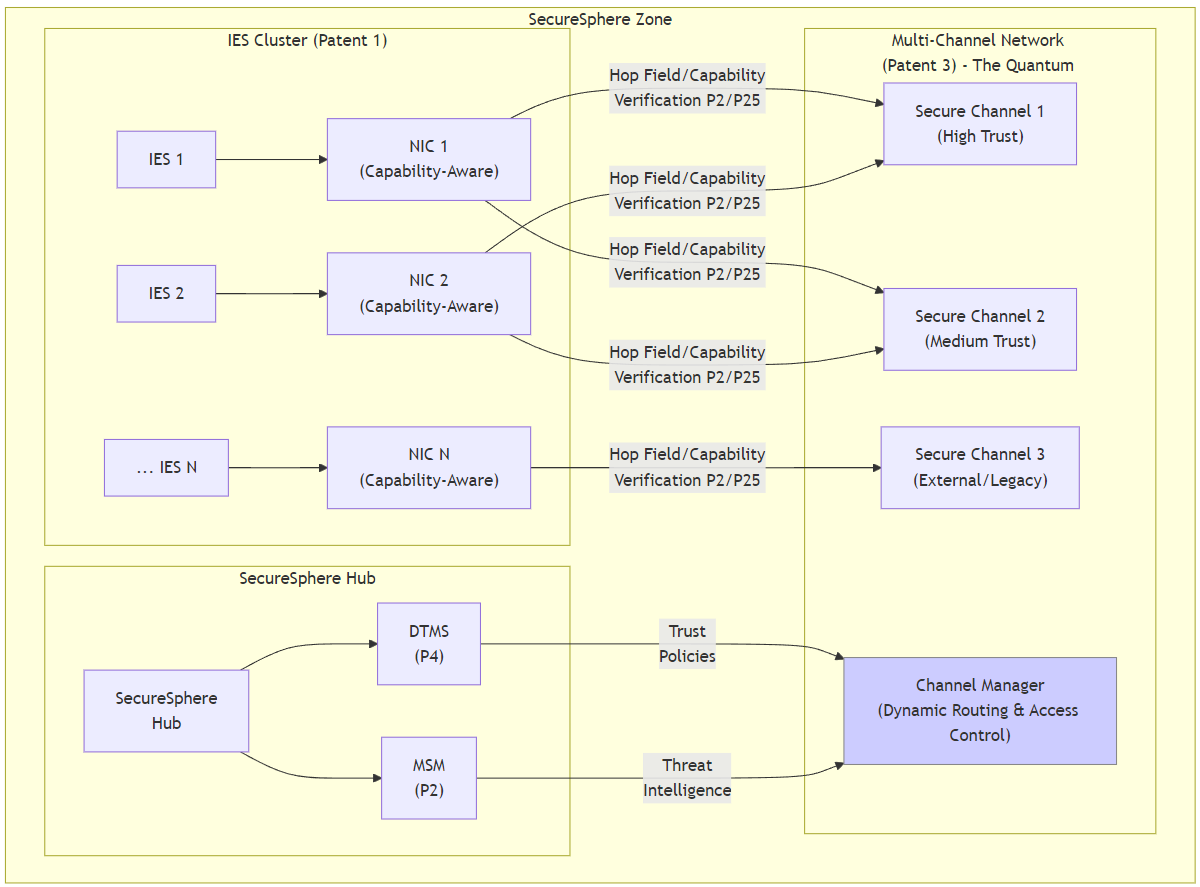 SecureSphere Zone
IES Cluster (Patent 1)
Multi-Channel Network
(Patent 3) - The Quantum
IES 1
NIC 1
(Capability-Aware)
Hop Field/Capability
Verification P2/P25
Secure Channel 1
(High Trust)
Hop Field/Capability
Verification P2/P25
Hop Field/Capability
Verification P2/P25
IES 2
NIC 2
(Capability-Aware)
Secure Channel 2
(Medium Trust)
Hop Field/Capability
Verification P2/P25
... IES N
NIC N
(Capability-Aware)
Hop Field/Capability
Verification P2/P25
Secure Channel 3
(External/Legacy)
SecureSphere Hub
SecureSphere
Hub
DTMS
(P4)
Trust
Policies
MSM
(P2)
Threat
Intelligence
Channel Manager
(Dynamic Routing & Access
Control)